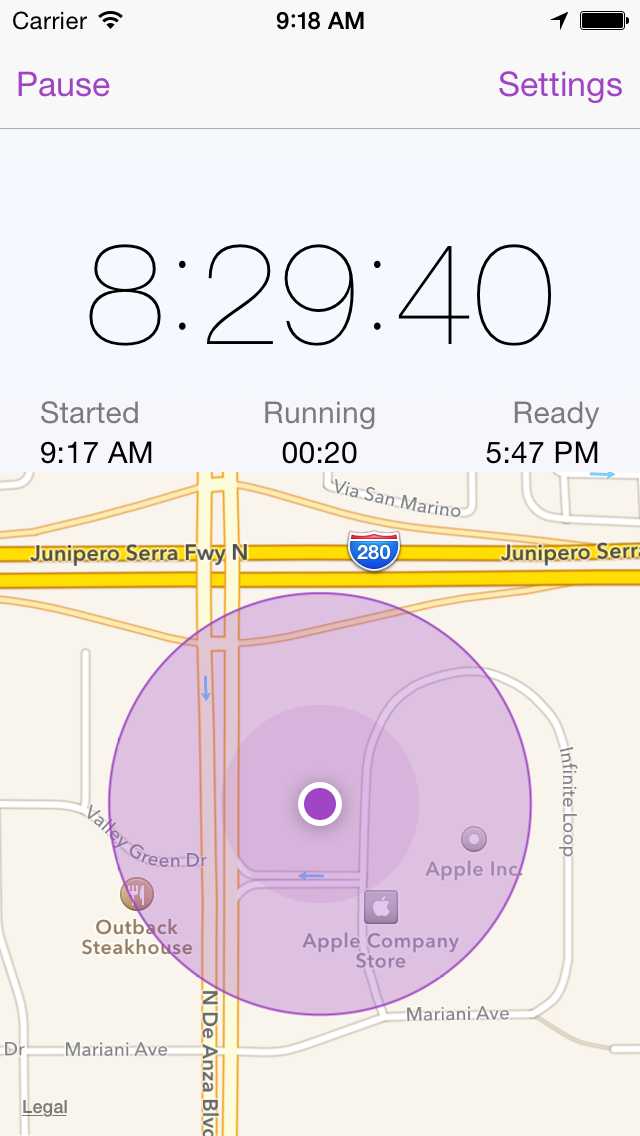 Carrier 9:18 AM
Pause Settings
8:29:40
Started Running Ready
9:17 AM 00:20 5:47 PM
Via San Marino
Junipero Serra Fwy N 280 Junipero Serr
Infinite Loop
Valley Green Dr
Apple Inc.
Outback
Steakhouse
Apple Company
Store
N De Anza Blv
Mariani Ave
Dr Mariani Ave
Legal